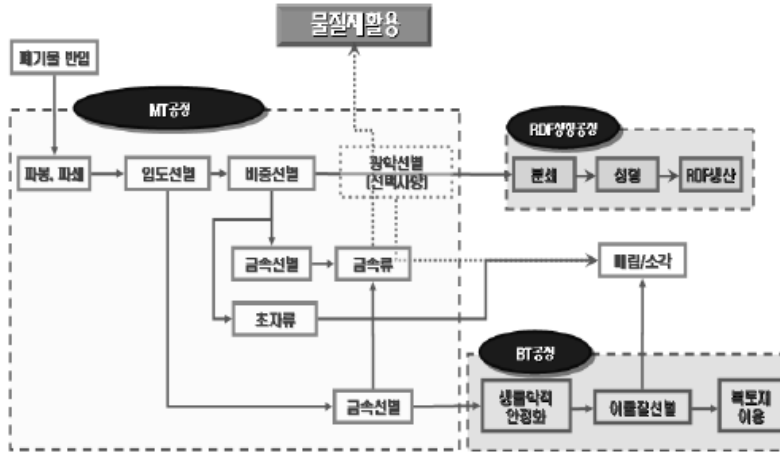 물질재활용
폐기물 반입
MT공정
RDF성형공정
파봉, 파쇄
입도선별
비중선별
광학선별
(선택사항)
분쇄
성형
RDF생산
금속선별
금속류
매립/소각
초자류
BT공정
금속선별
생물학적
안정화
이물질선별
복토재
이용